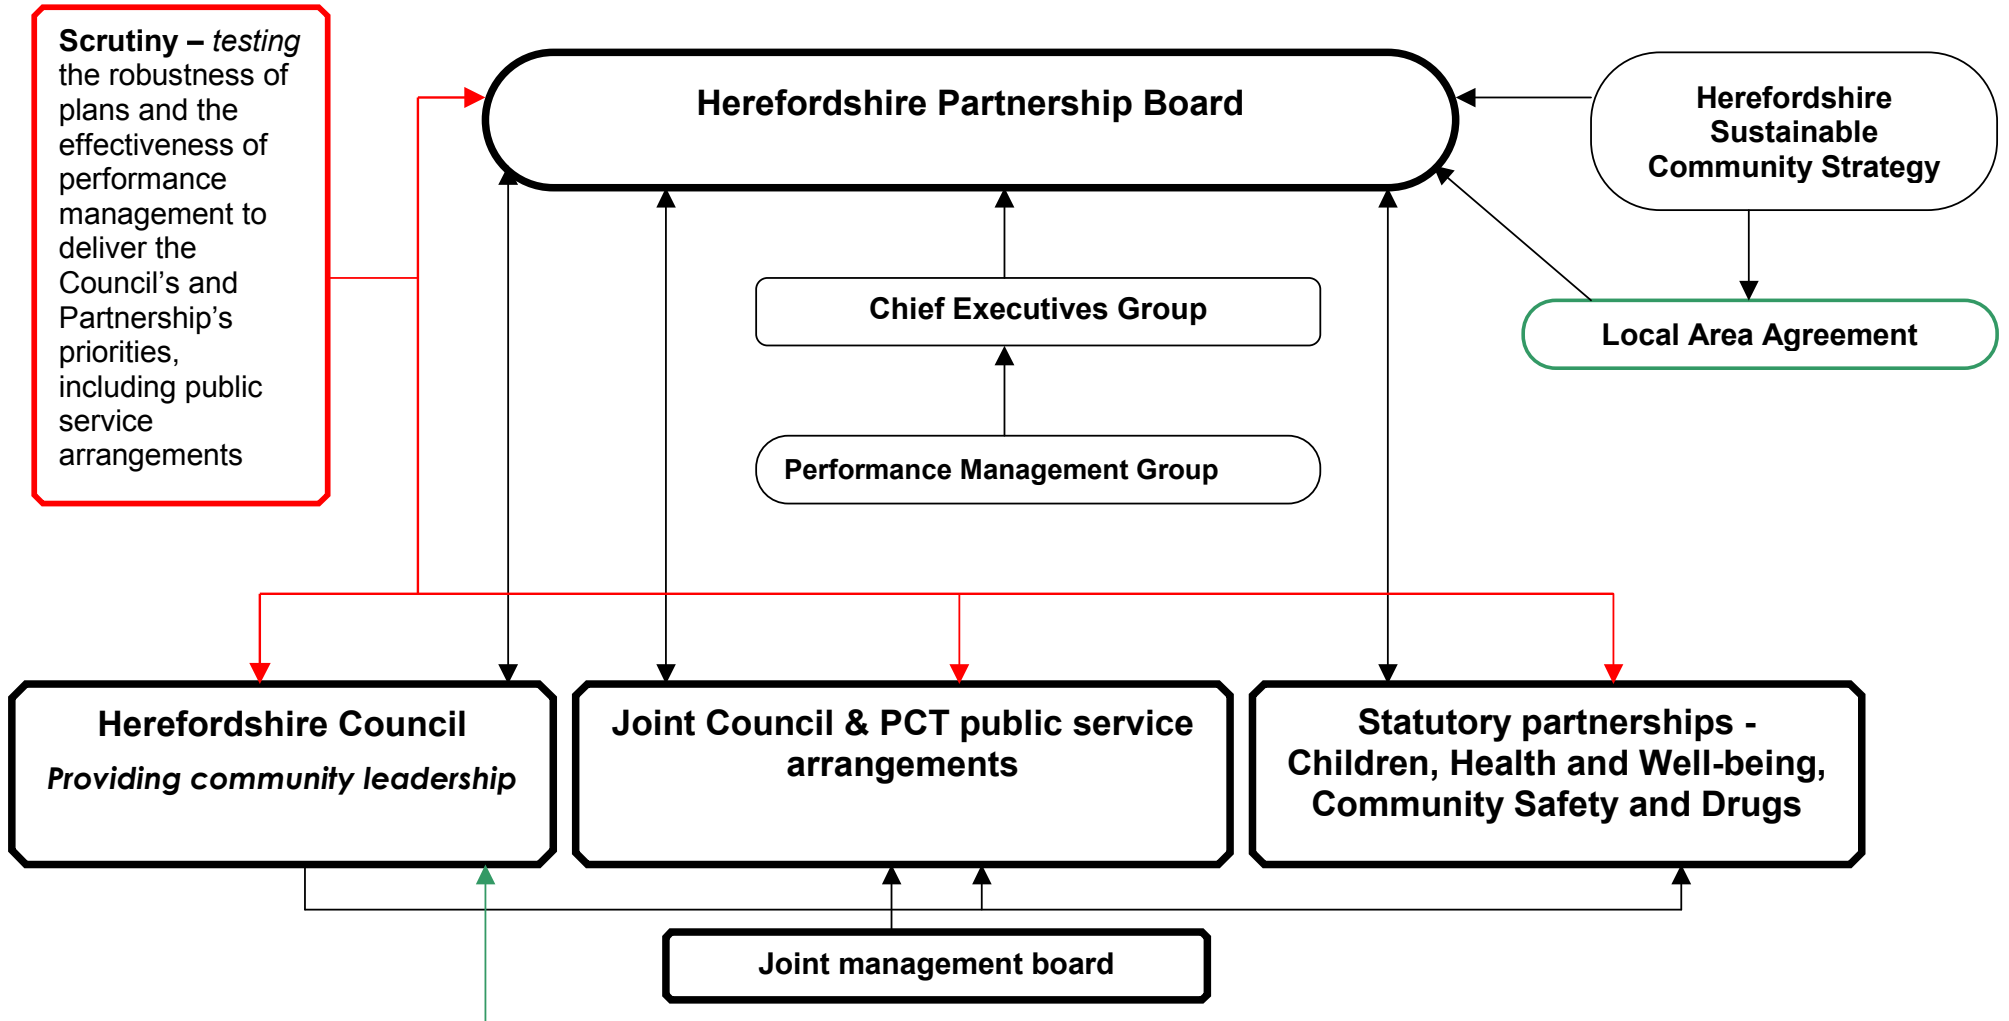 Scrutiny – testing
the robustness of
plans and the
effectiveness of
performance
management to
deliver the
Council’s and
Partnership’s
priorities,
including public
service
arrangements
Herefordshire Partnership Board
Herefordshire
Sustainable
Community Strategy
Chief Executives Group
Local Area Agreement
Performance Management Group
Herefordshire Council
Providing community leadership
Joint Council & PCT public service
arrangements
Statutory partnerships -
Children, Health and Well-being,
Community Safety and Drugs
Joint management board